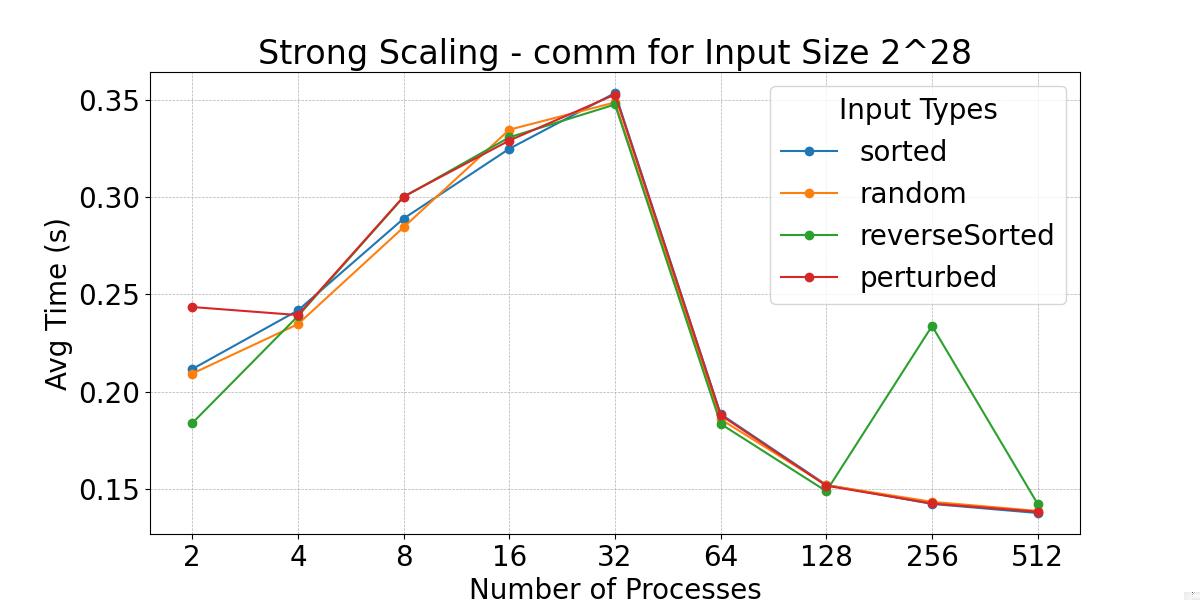 Strong Scaling - comm for Input Size 2^28
0.35
0.30
0.25
0.20
0.15
Avg Time (s)
Input Types
sorted
random
reverseSorted
perturbed
2 4 8 16 32 64 128 256 512
Number of Processes